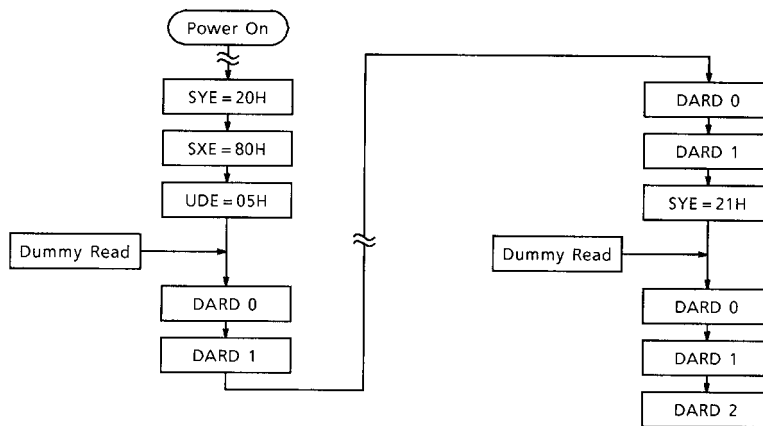 Power On
SYE = 20H
SXE = 80H
UDE = 05H
Dummy Read
DARD 0
DARD 1
DARD 0
DARD 1
SYE = 21H
Dummy Read
DARD 0
DARD 1
DARD 2